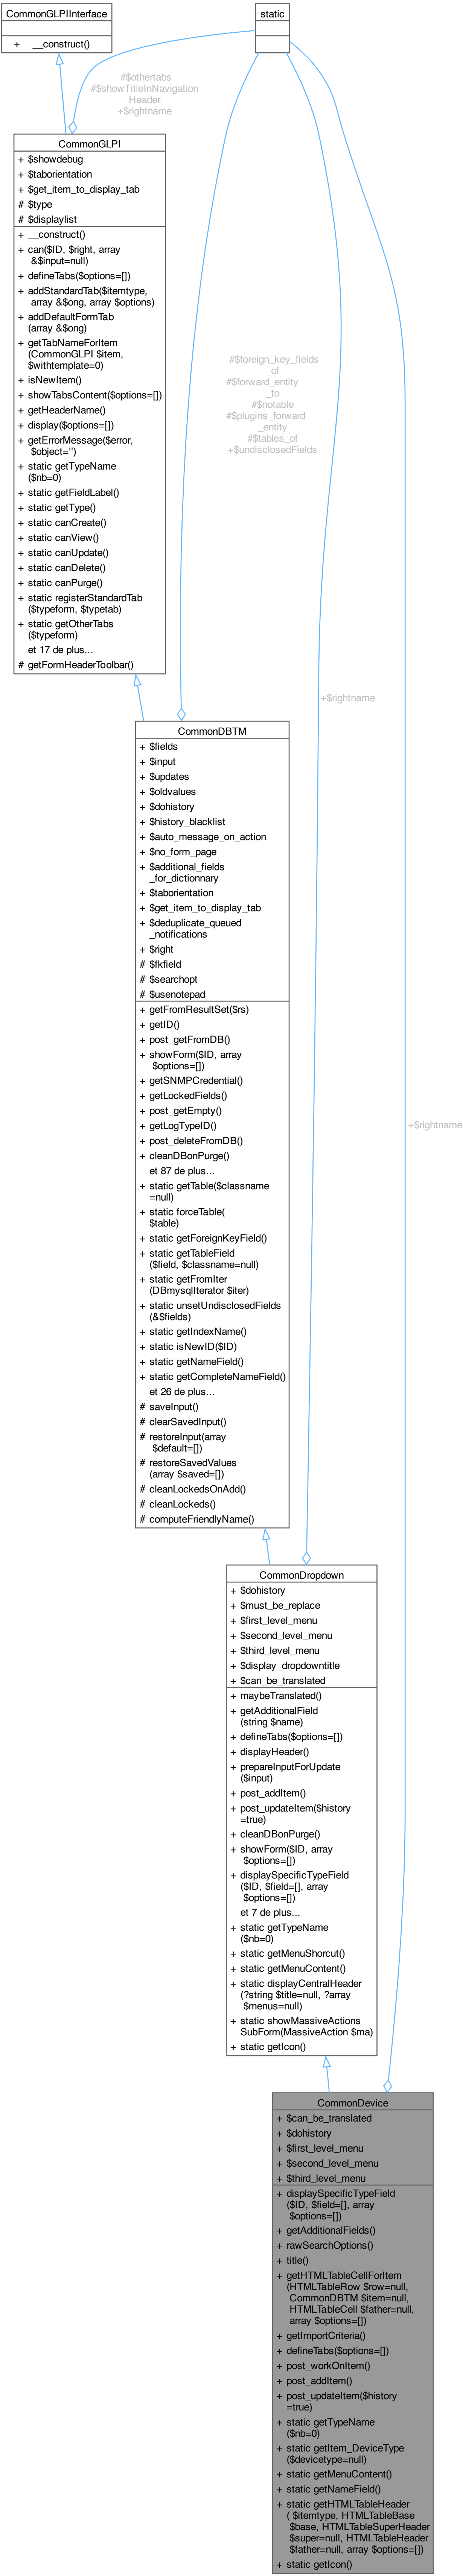 CommonGLPIInterface
+ __construct()
static
#$othertabs
#$showTitleInNavigation
Header
+$rightname
CommonGLPI
+ $showdebug
+ $taborientation
+ $get_item_to_display_tab
# $type
# $displaylist
+ __construct()
+ can($ID, $right, array
&$input=null)
+ defineTabs($options=[])
+ addStandardTab($itemtype,
array &$ong, array $options)
+ addDefaultFormTab
(array &$ong)
+ getTabNameForItem
(CommonGLPI $item,
$withtemplate=0)
+ isNewItem()
+ showTabsContent($options=[])
+ getHeaderName()
+ display($options=[])
+ getErrorMessage($error,
$object='')
+ static getTypeName
($nb=0)
+ static getFieldLabel()
+ static getType()
+ static canCreate()
+ static canView()
+ static canUpdate()
+ static canDelete()
+ static canPurge()
+ static registerStandardTab
($typeform, $typetab)
+ static getOtherTabs
($typeform)
et 17 de plus...
# getFormHeaderToolbar()
#$foreign_key_fields
_of
#$forward_entity
_to
#$notable
#$plugins_forward
_entity
#$tables_of
+$undisclosedFields
+$rightname
CommonDBTM
+ $fields
+ $input
+ $updates
+ $oldvalues
+ $dohistory
+ $history_blacklist
+ $auto_message_on_action
+ $no_form_page
+ $additional_fields
_for_dictionnary
+ $taborientation
+ $get_item_to_display_tab
+ $deduplicate_queued
_notifications
+ $right
# $fkfield
# $searchopt
# $usenotepad
+ getFromResultSet($rs)
+ getID()
+ post_getFromDB()
+ showForm($ID, array
$options=[])
+ getSNMPCredential()
+ getLockedFields()
+ post_getEmpty()
+ getLogTypeID()
+ post_deleteFromDB()
+ cleanDBonPurge()
et 87 de plus...
+ static getTable($classname
=null)
+ static forceTable(
$table)
+ static getForeignKeyField()
+ static getTableField
($field, $classname=null)
+ static getFromIter
(DBmysqlIterator $iter)
+ static unsetUndisclosedFields
(&$fields)
+ static getIndexName()
+ static isNewID($ID)
+ static getNameField()
+ static getCompleteNameField()
et 26 de plus...
# saveInput()
# clearSavedInput()
# restoreInput(array
$default=[])
# restoreSavedValues
(array $saved=[])
# cleanLockedsOnAdd()
# cleanLockeds()
# computeFriendlyName()
+$rightname
CommonDropdown
+ $dohistory
+ $must_be_replace
+ $first_level_menu
+ $second_level_menu
+ $third_level_menu
+ $display_dropdowntitle
+ $can_be_translated
+ maybeTranslated()
+ getAdditionalField
(string $name)
+ defineTabs($options=[])
+ displayHeader()
+ prepareInputForUpdate
($input)
+ post_addItem()
+ post_updateItem($history
=true)
+ cleanDBonPurge()
+ showForm($ID, array
$options=[])
+ displaySpecificTypeField
($ID, $field=[], array
$options=[])
et 7 de plus...
+ static getTypeName
($nb=0)
+ static getMenuShorcut()
+ static getMenuContent()
+ static displayCentralHeader
(?string $title=null, ?array
$menus=null)
+ static showMassiveActions
SubForm(MassiveAction $ma)
+ static getIcon()
CommonDevice
+ $can_be_translated
+ $dohistory
+ $first_level_menu
+ $second_level_menu
+ $third_level_menu
+ displaySpecificTypeField
($ID, $field=[], array
$options=[])
+ getAdditionalFields()
+ rawSearchOptions()
+ title()
+ getHTMLTableCellForItem
(HTMLTableRow $row=null,
CommonDBTM $item=null,
HTMLTableCell $father=null,
array $options=[])
+ getImportCriteria()
+ defineTabs($options=[])
+ post_workOnItem()
+ post_addItem()
+ post_updateItem($history
=true)
+ static getTypeName
($nb=0)
+ static getItem_DeviceType
($devicetype=null)
+ static getMenuContent()
+ static getNameField()
+ static getHTMLTableHeader
( $itemtype, HTMLTableBase
$base, HTMLTableSuperHeader
$super=null, HTMLTableHeader
$father=null, array $options=[])
+ static getIcon()